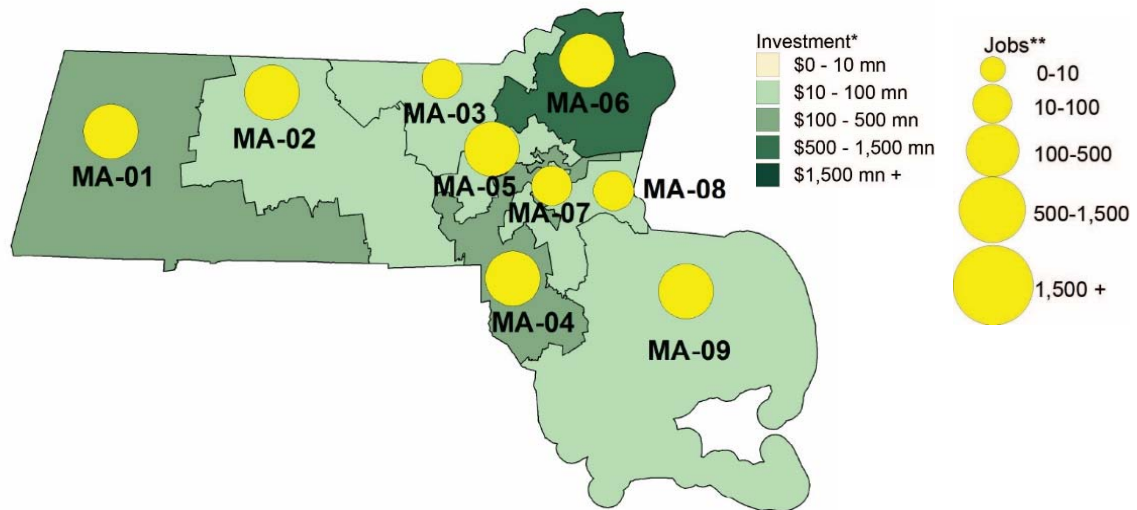 MA-01
MA-02
MA-03
MA-06
MA-05
MA-07
MA-08
MA-04
MA-09
Investment*
$0 - 10 mn
$10 - 100 mn
$100 - 500 mn
$500 - 1,500 mn
$1,500 mn +
Jobs**
0-10
10-100
100-500
500-1,500
1,500 +